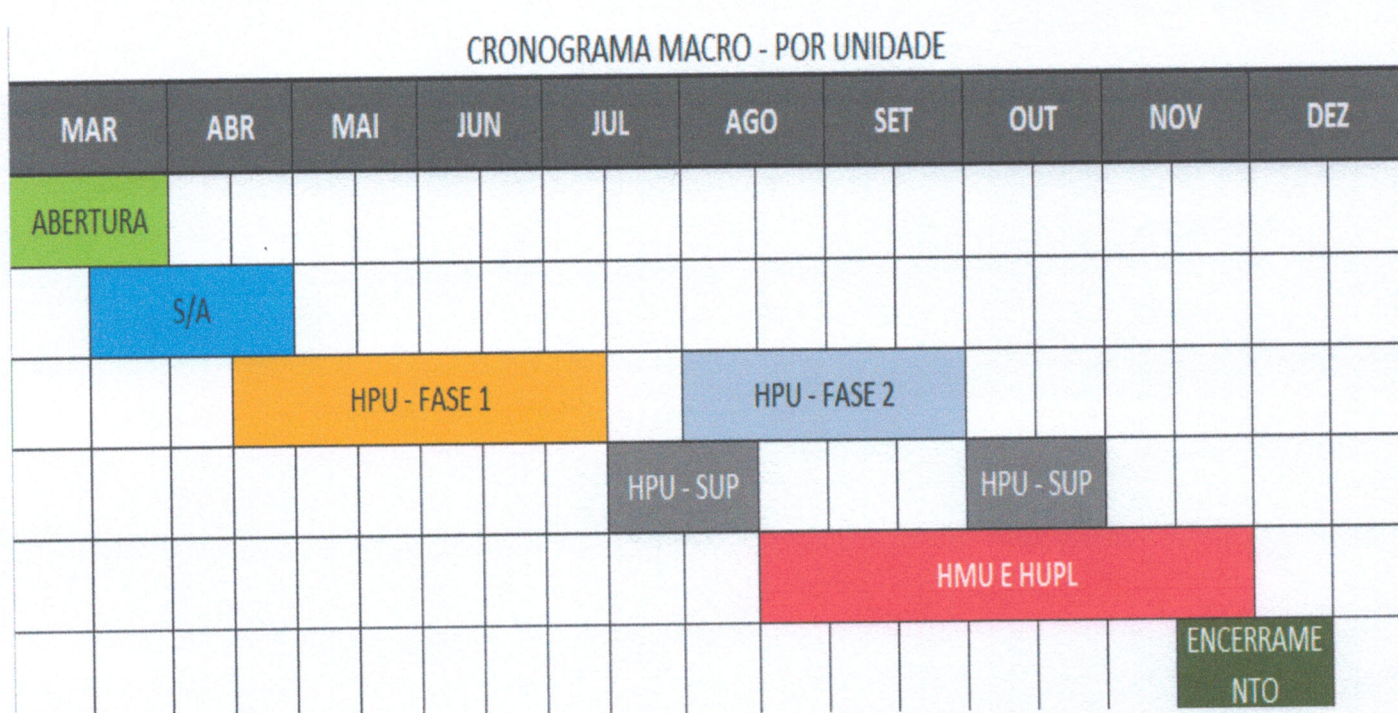 CRONOGRAMA MACRO - POR UNIDADE
MAR ABR MAI JUN JUL AGO SET OUT NOV DEZ
ABERTURA
S/A
HPU - FASE 1 HPU - FASE 2
HPU - SUP HPU - SUP
HMU E HUPL
ENCERRAME
NTO